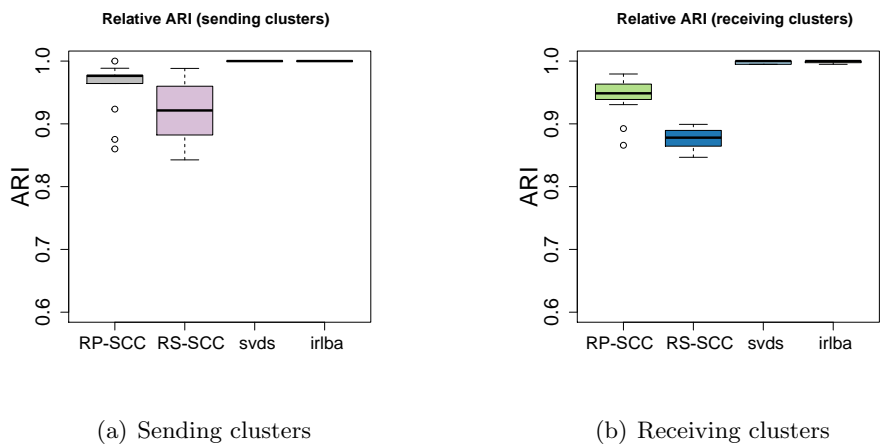 Relative ARI (sending clusters)
ARI
1.0
0.9
0.8
0.7
0.6
RP-SCC RS-SCC svds irlba
(a) Sending clusters
Relative ARI (receiving clusters)
ARI
1.0
0.9
0.8
0.7
0.6
RP-SCC RS-SCC svds irlba
(b) Receiving clusters